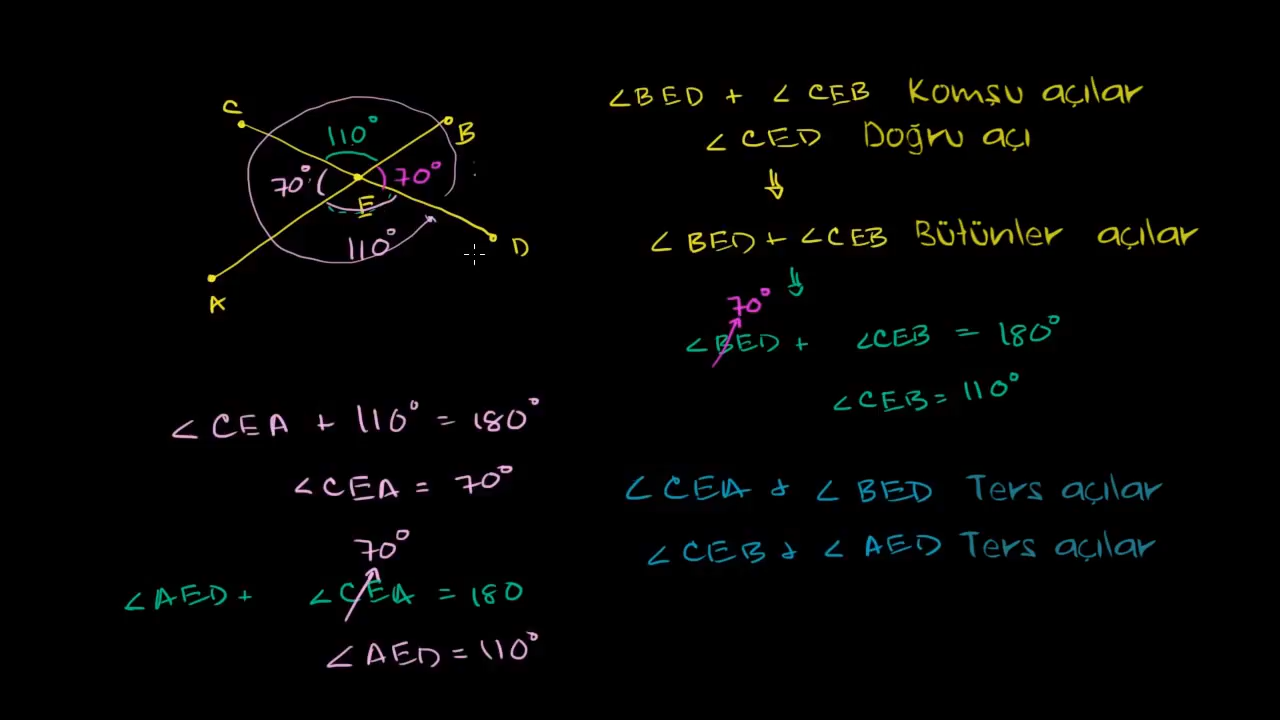 C
B
110°
70°
70°
E
110°
D
A
∠BED + ∠CEB Komşu açılar
∠CED Doğru açı
⇓
∠BED + ∠CEB Bütünler açılar
⇓
70°
∠BED + ∠CEB = 180°
∠CEB = 110°
∠CEA + 110° = 180°
∠CEA = 70°
70°
∠AED + ∠CEA = 180
∠AED = 110°
∠CEA & ∠BED Ters açılar
∠CEB & ∠AED Ters açılar